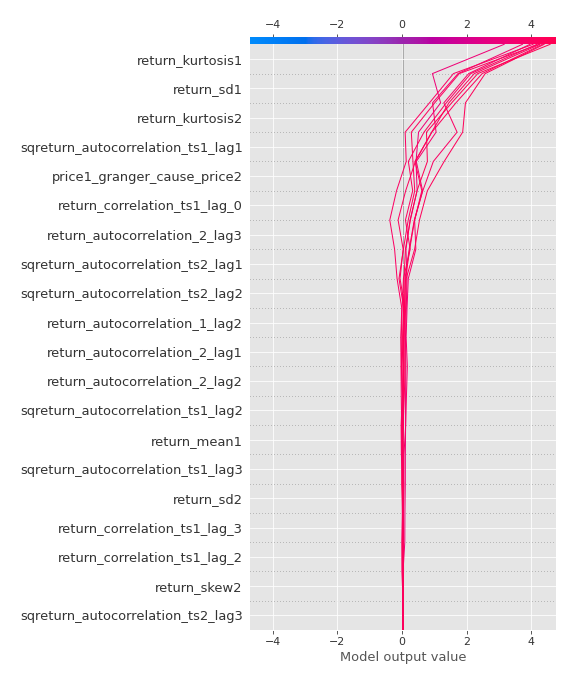 −4 −2 0 2 4
return_kurtosis1
return_sd1
return_kurtosis2
sqreturn_autocorrelation_ts1_lag1
price1_granger_cause_price2
return_correlation_ts1_lag_0
return_autocorrelation_2_lag3
sqreturn_autocorrelation_ts2_lag1
sqreturn_autocorrelation_ts2_lag2
return_autocorrelation_1_lag2
return_autocorrelation_2_lag1
return_autocorrelation_2_lag2
sqreturn_autocorrelation_ts1_lag2
return_mean1
sqreturn_autocorrelation_ts1_lag3
return_sd2
return_correlation_ts1_lag_3
return_correlation_ts1_lag_2
return_skew2
sqreturn_autocorrelation_ts2_lag3
−4 −2 0 2 4
Model output value